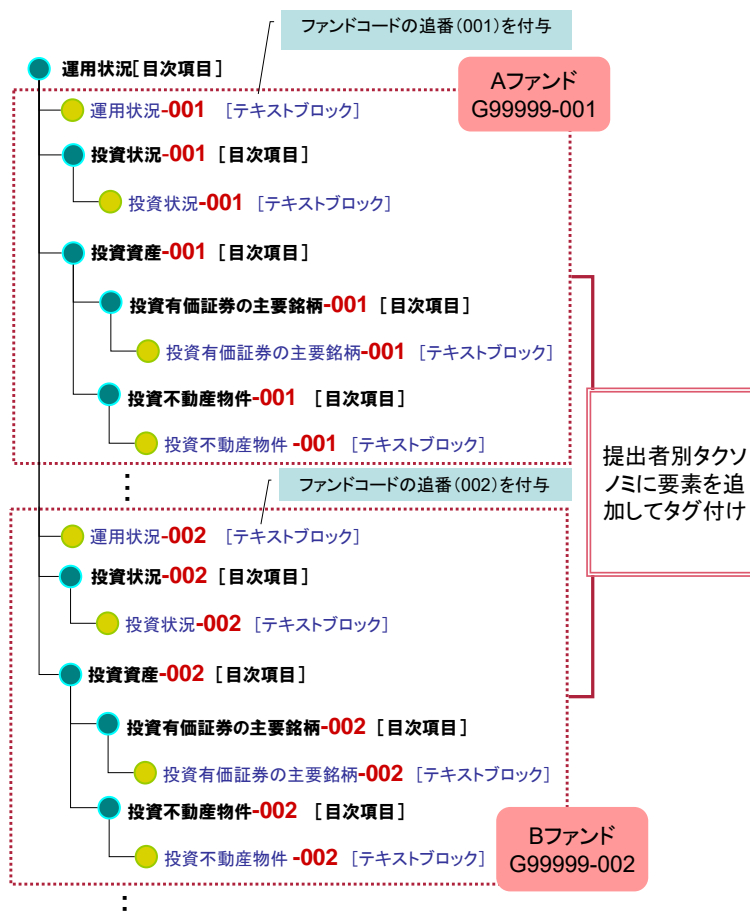 ファンドコードの追番(001)を付与
運用状況[目次項目]
Aファンド
G99999-001
運用状況-001 [テキストブロック]
投資状況-001 [目次項目]
投資状況-001 [テキストブロック]
投資資産-001 [目次項目]
投資有価証券の主要銘柄-001 [目次項目]
投資有価証券の主要銘柄-001 [テキストブロック]
投資不動産物件-001 [目次項目]
投資不動産物件 -001 [テキストブロック]
⋮
提出者別タクソ
ノミに要素を追
加してタグ付け
ファンドコードの追番(002)を付与
運用状況-002 [テキストブロック]
投資状況-002 [目次項目]
投資状況-002 [テキストブロック]
投資資産-002 [目次項目]
投資有価証券の主要銘柄-002 [目次項目]
投資有価証券の主要銘柄-002 [テキストブロック]
投資不動産物件-002 [目次項目]
投資不動産物件 -002 [テキストブロック]
Bファンド
G99999-002
⋮